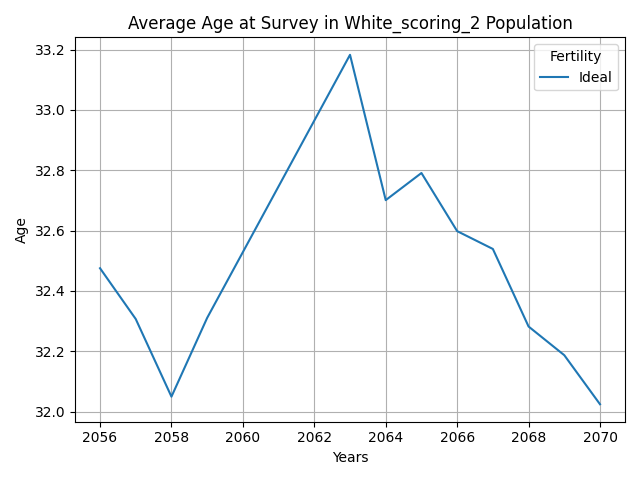 Average Age at Survey in White_scoring_2 Population
Fertility
Ideal
33.2
33.0
32.8
32.6
32.4
32.2
32.0
Age
2056 2058 2060 2062 2064 2066 2068 2070
Years